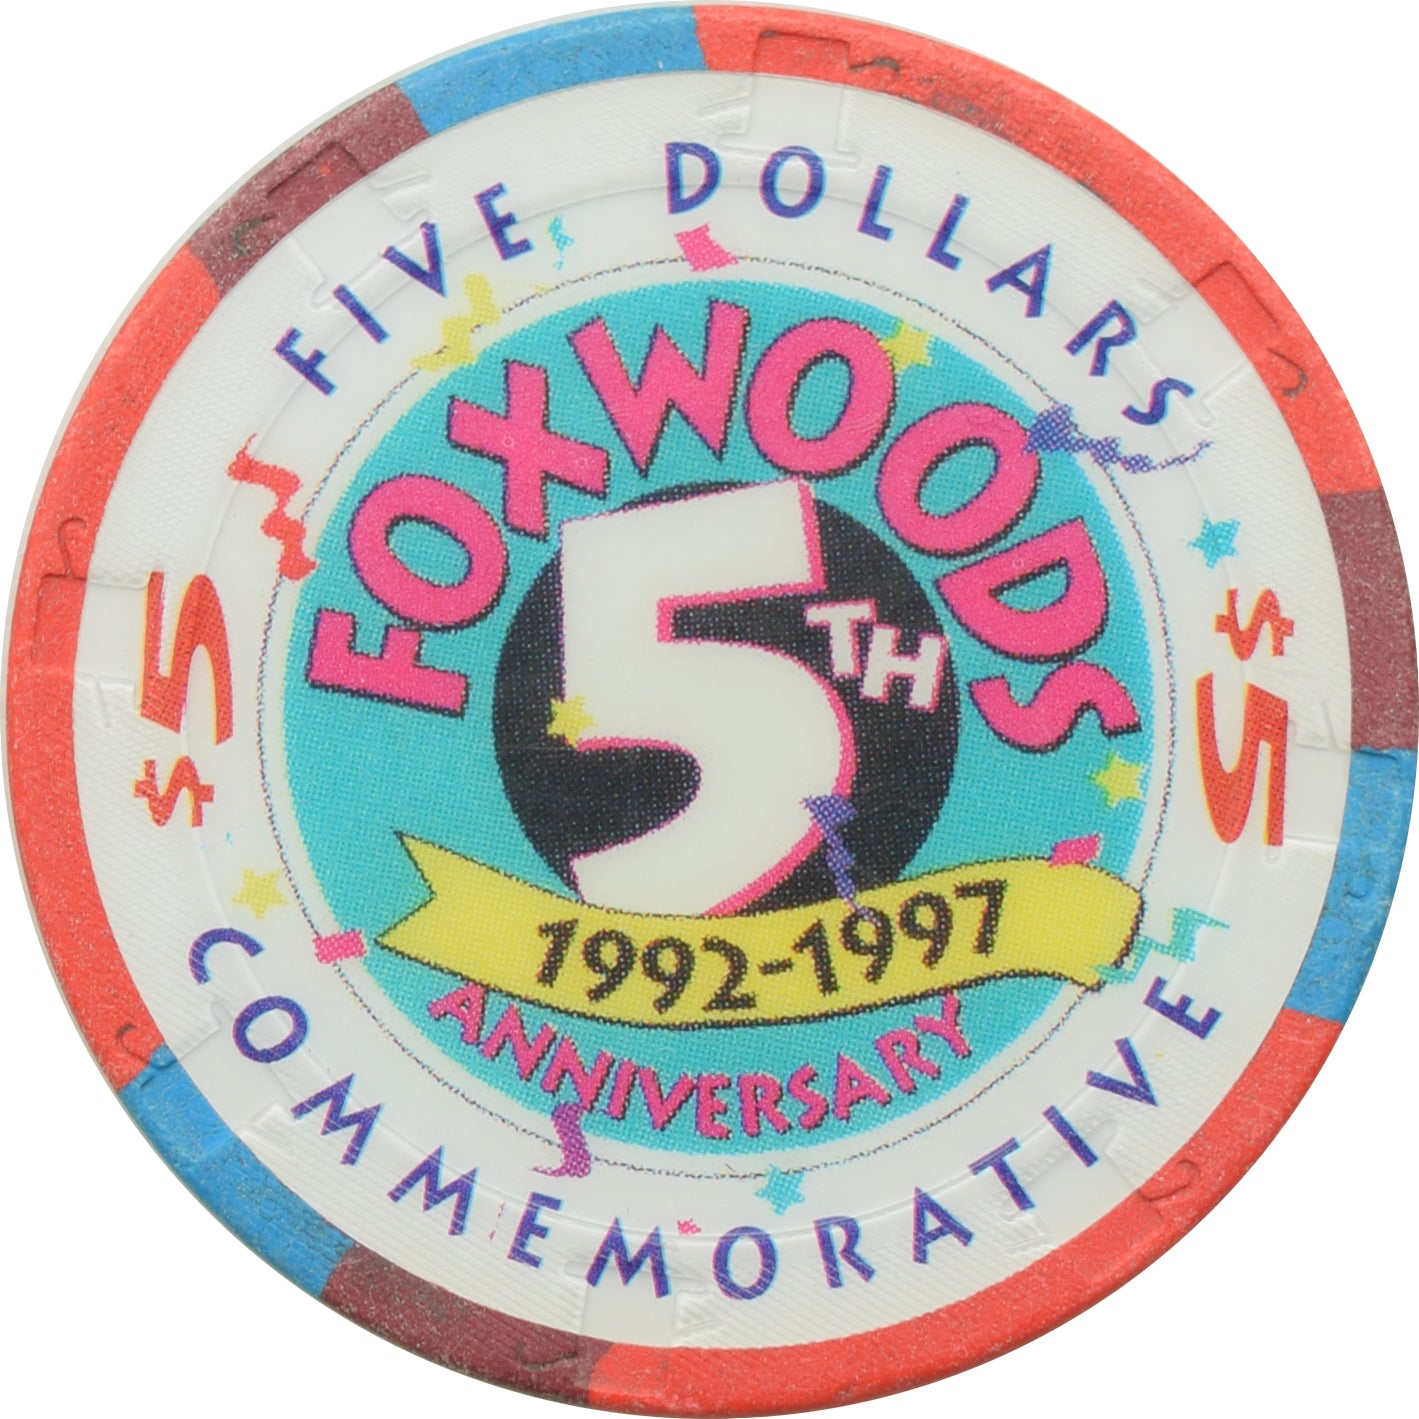 FIVE DOLLARS
$5
$5
FOXWOODS
5TH
1992-1997
ANNIVERSARY
COMMEMORATIVE